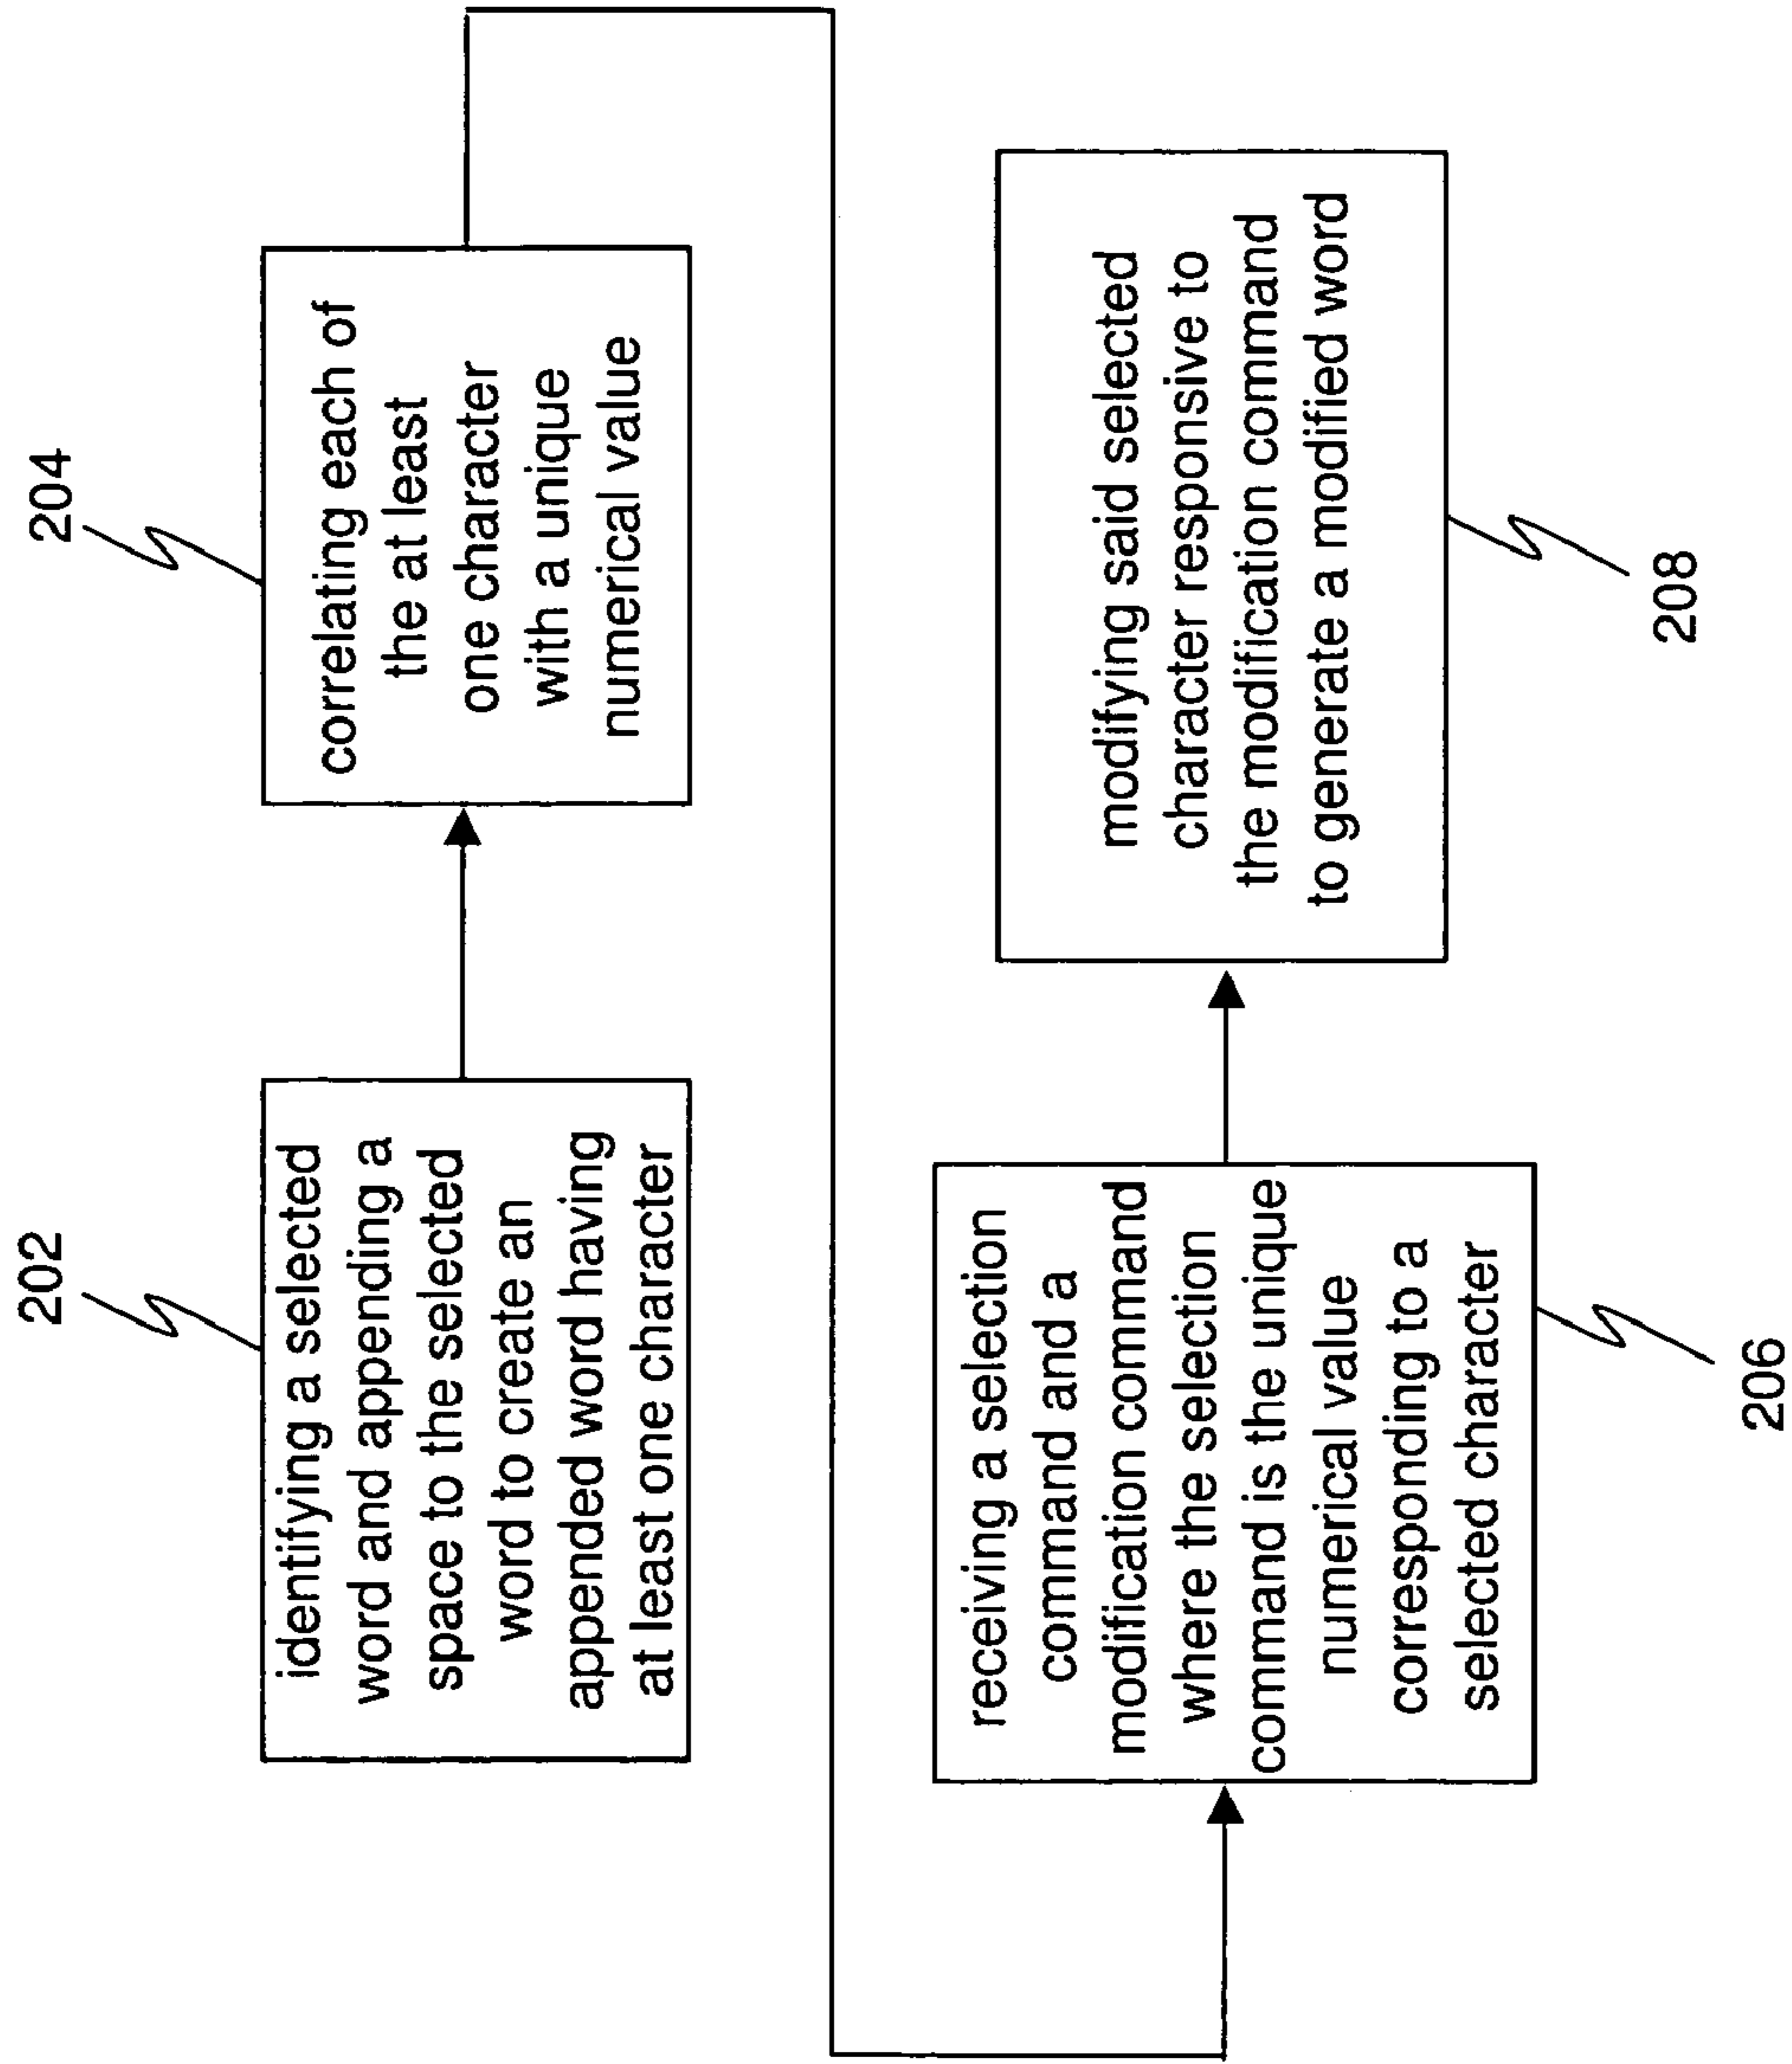 202
identifying a selected
word and appending a
space to the selected
word to create an
appended word having
at least one character
204
correlating each of
the at least
one character
with a unique
numerical value
receiving a selection
command and a
modification command
where the selection
command is the unique
numerical value
corresponding to a
selected character
206
modifying said selected
character responsive to
the modification command
to generate a modified word
208